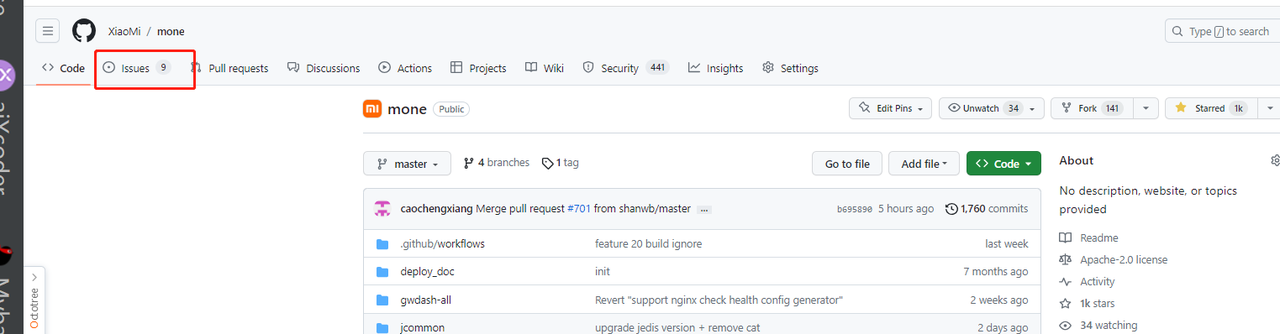 XiaoMi / mone
Type / to search
Code Issues 9 Pull requests Discussions Actions Projects Wiki Security 441 Insights Settings
mone Public Edit Pins Unwatch 34 Fork 141 Starred 1k
master 4 branches 1 tag Go to file Add file Code
caochengxiang Merge pull request #701 from shanwb/master ... b695890 5 hours ago 1,760 commits
.github/workflows feature 20 build ignore last week
deploy_doc init 7 months ago
gwdash-all Revert "support nginx check health config generator" 2 weeks ago
jcommon upgrade jedis version + remove cat 2 days ago
About
No description, website, or topics
provided
Readme
Apache-2.0 license
Activity
1k stars
34 watching
aiXcoder
Octotree